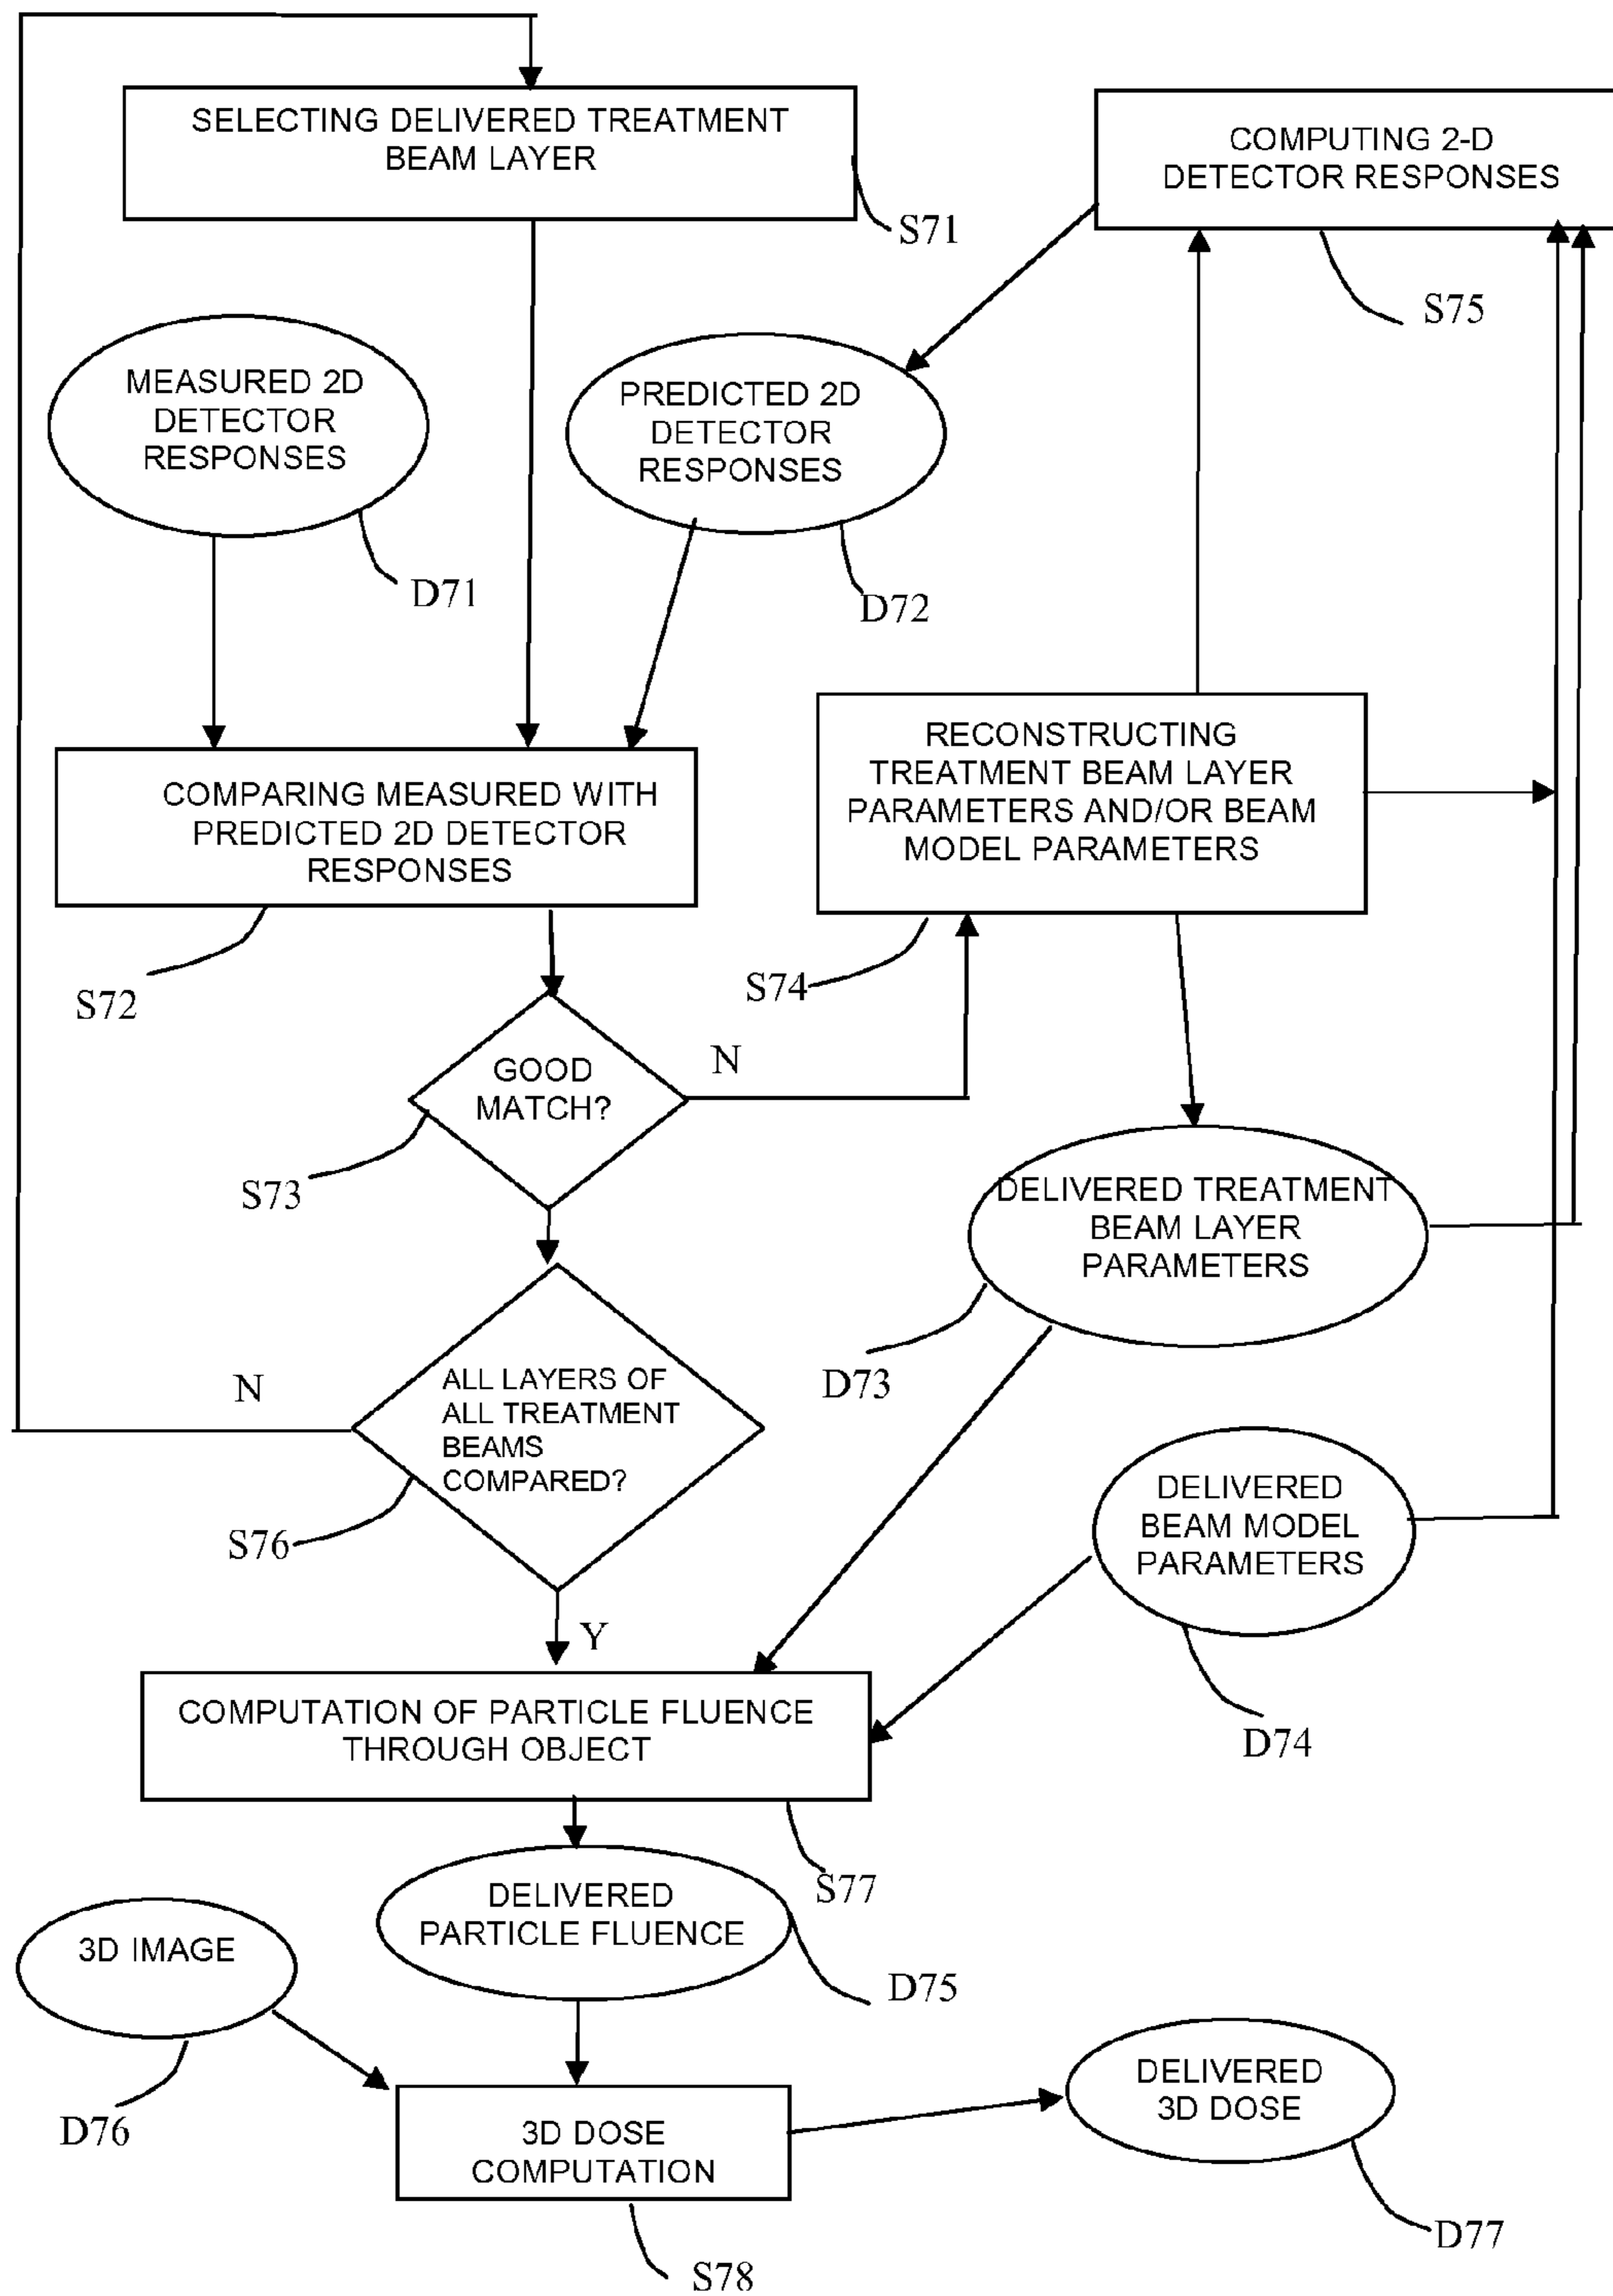 SELECTING DELIVERED TREATMENT
BEAM LAYER
S71
COMPUTING 2-D
DETECTOR RESPONSES
S75
MEASURED 2D
DETECTOR
RESPONSES
D71
PREDICTED 2D
DETECTOR
RESPONSES
D72
COMPARING MEASURED WITH
PREDICTED 2D DETECTOR
RESPONSES
S72
RECONSTRUCTING
TREATMENT BEAM LAYER
PARAMETERS AND/OR BEAM
MODEL PARAMETERS
S74
GOOD
MATCH?
N
S73
DELIVERED TREATMENT
BEAM LAYER
PARAMETERS
D73
ALL LAYERS OF
ALL TREATMENT
BEAMS
COMPARED?
N
S76
Y
DELIVERED
BEAM MODEL
PARAMETERS
D74
COMPUTATION OF PARTICLE FLUENCE
THROUGH OBJECT
S77
DELIVERED
PARTICLE FLUENCE
D75
3D IMAGE
D76
3D DOSE
COMPUTATION
S78
DELIVERED
3D DOSE
D77